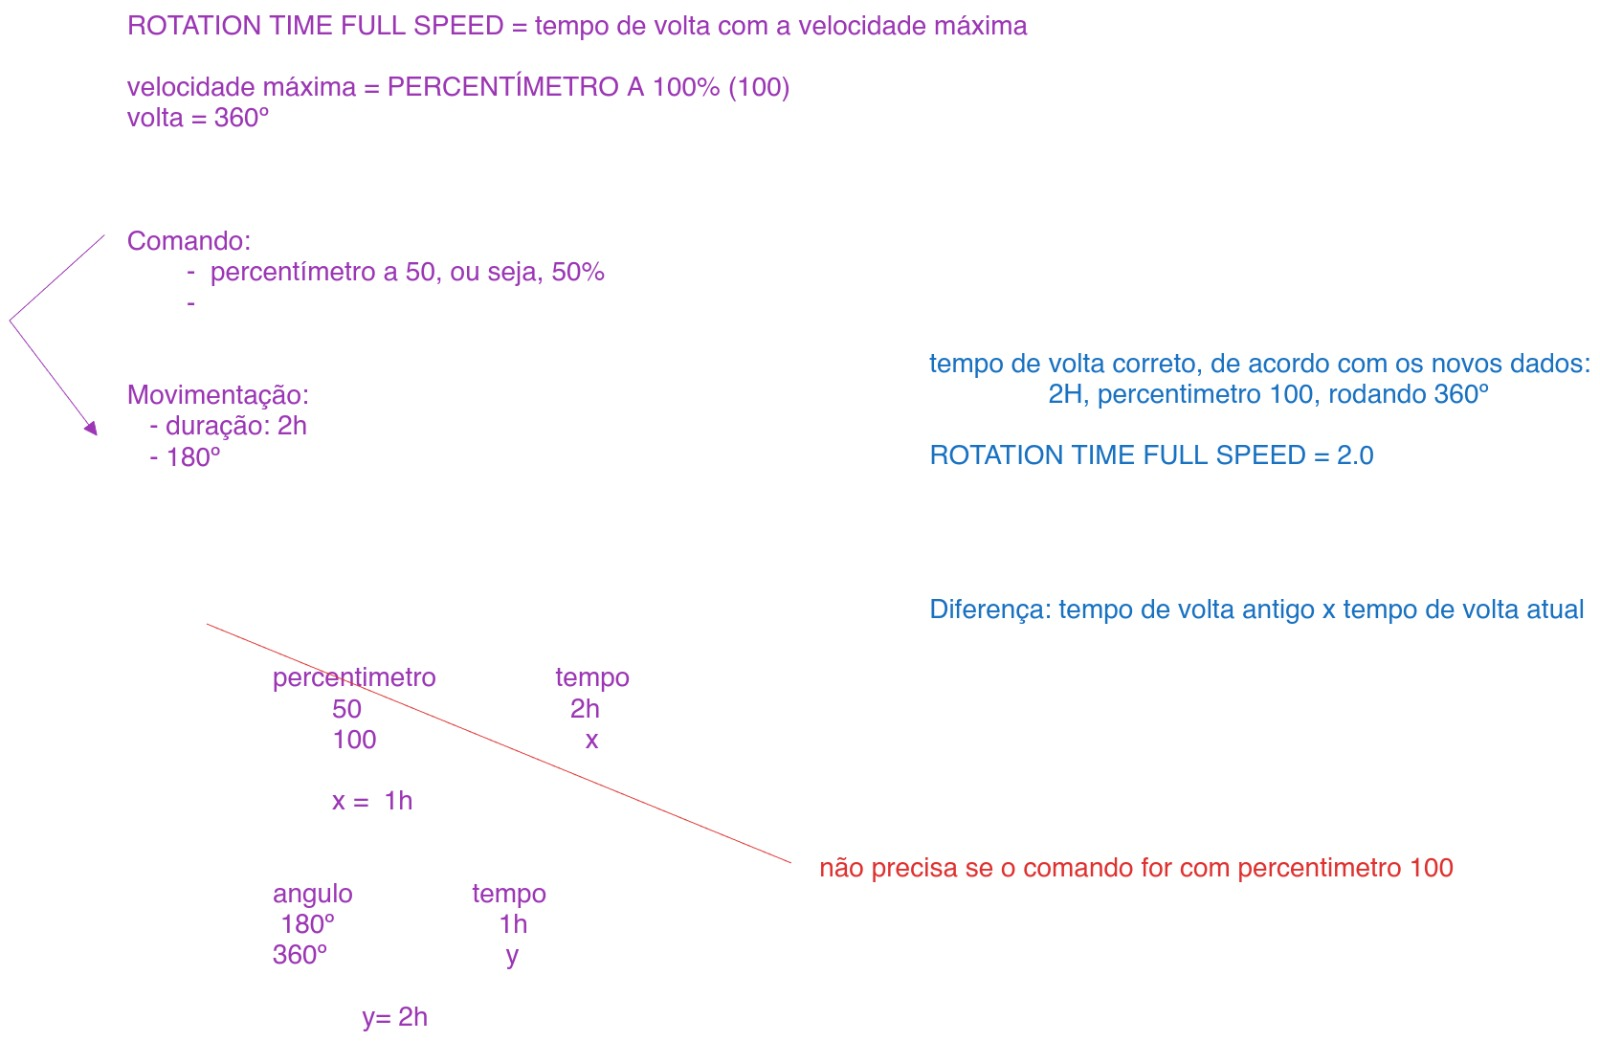 ROTATION TIME FULL SPEED = tempo de volta com a velocidade máxima
velocidade máxima = PERCENTÍMETRO A 100% (100)
volta = 360º
Comando:
- percentímetro a 50, ou seja, 50%
-
Movimentação:
- duração: 2h
- 180º
tempo de volta correto, de acordo com os novos dados:
2H, percentimetro 100, rodando 360º
ROTATION TIME FULL SPEED = 2.0
Diferença: tempo de volta antigo x tempo de volta atual
percentimetro tempo
50 2h
100 x
x = 1h
não precisa se o comando for com percentimetro 100
angulo tempo
180º 1h
360º y
y= 2h